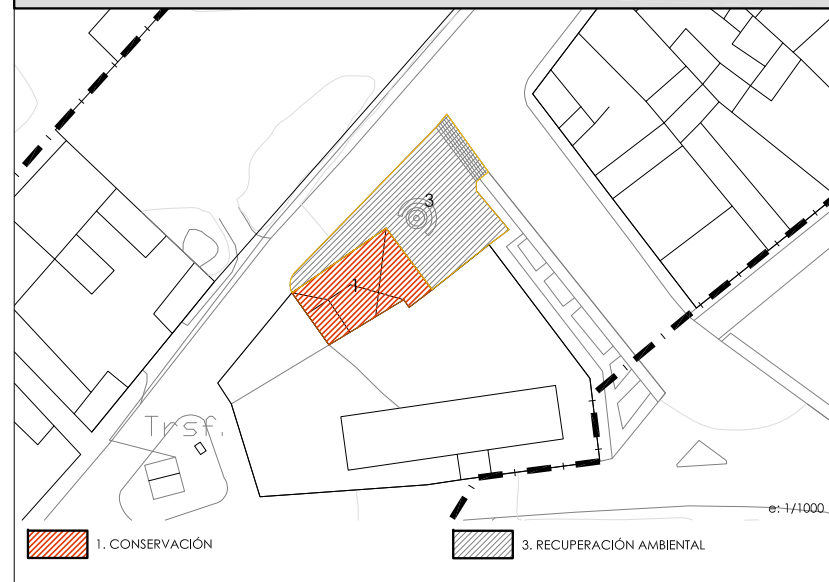 3
1
Trsf.
e: 1/1000
1. CONSERVACIÓN
3. RECUPERACIÓN AMBIENTAL